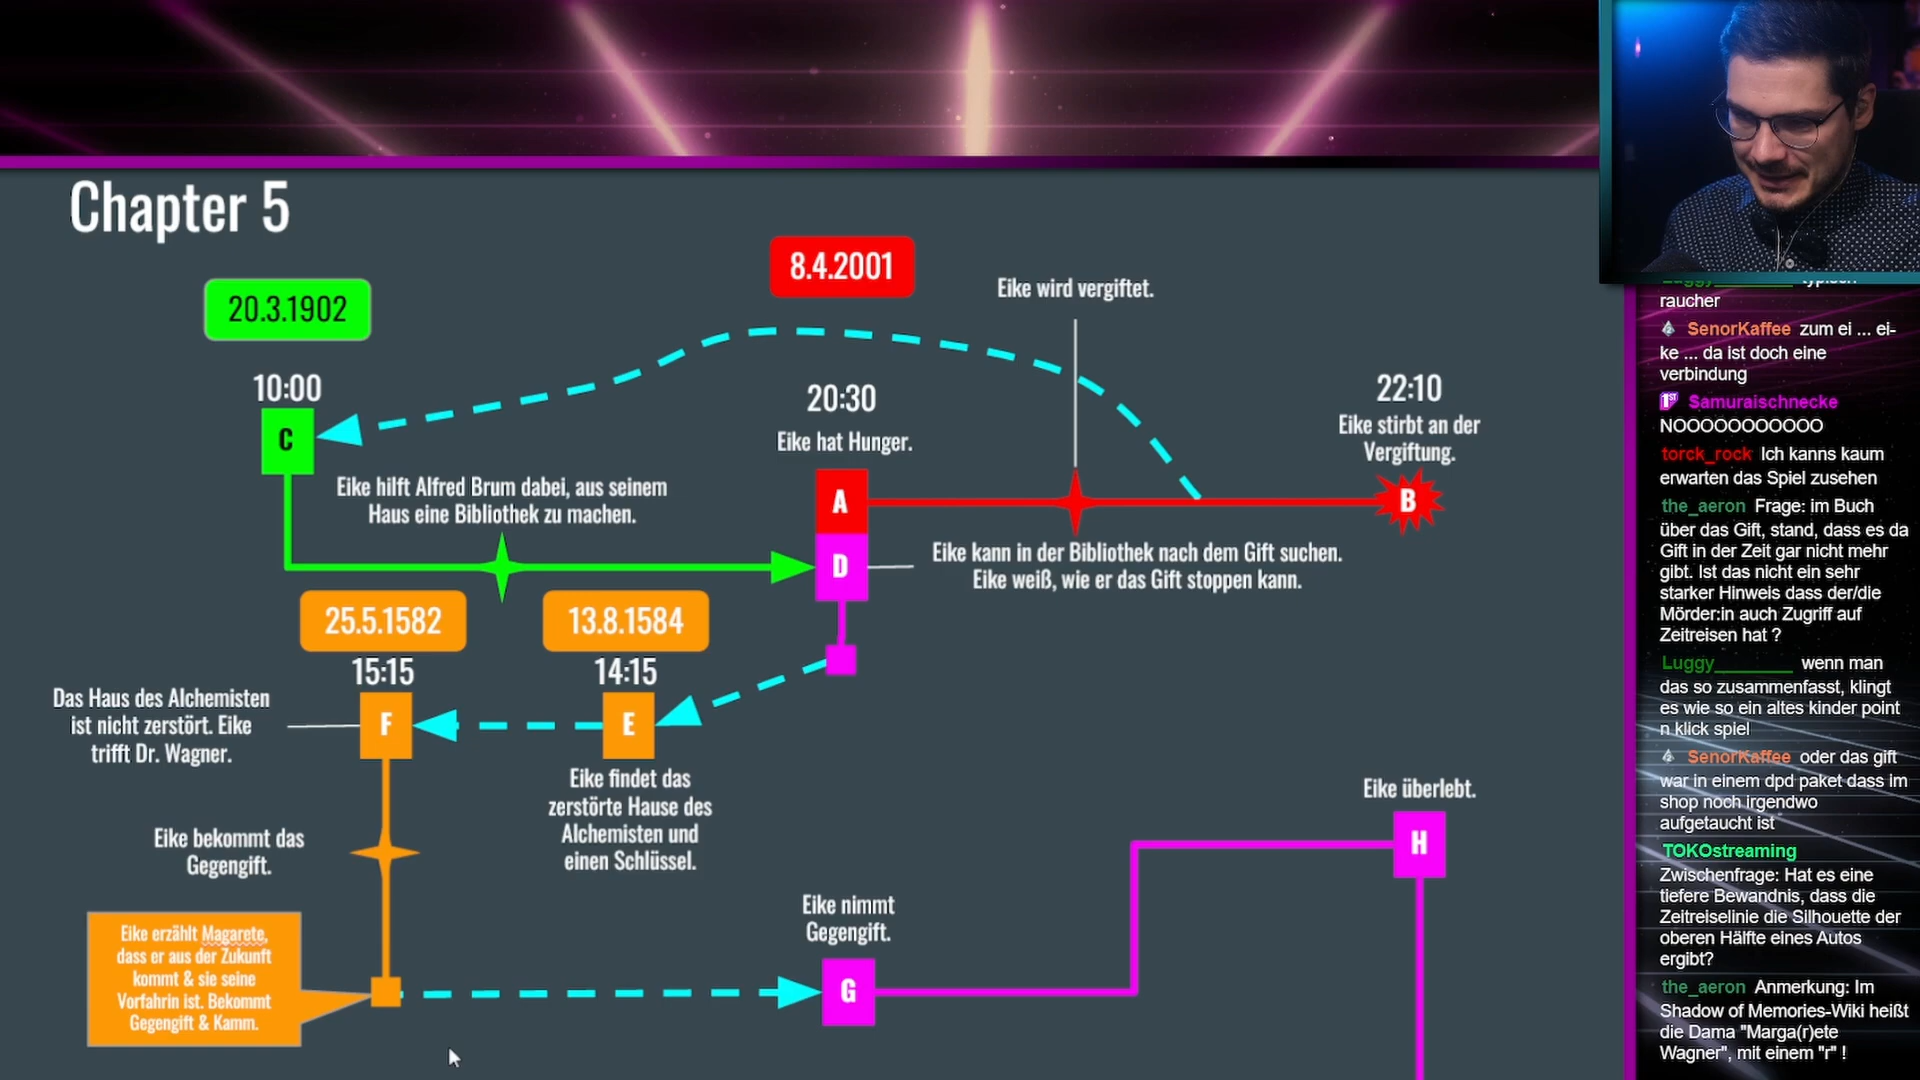 Chapter 5
20.3.1902
8.4.2001
Eike wird vergiftet.
10:00
C
20:30
Eike hat Hunger.
22:10
Eike stirbt an der
Vergiftung.
A
B
Eike hilft Alfred Brum dabei, aus seinem
Haus eine Bibliothek zu machen.
D
Eike kann in der Bibliothek nach dem Gift suchen.
Eike weiß, wie er das Gift stoppen kann.
25.5.1582
13.8.1584
15:15
14:15
Das Haus des Alchemisten
ist nicht zerstört. Eike
trifft Dr. Wagner.
F
E
Eike findet das
zerstörte Hause des
Alchemisten und
einen Schlüssel.
Eike überlebt.
H
Eike bekommt das
Gegengift.
Eike nimmt
Gegengift.
G
Eike erzählt Magarete,
dass er aus der Zukunft
kommt & sie seine
Vorfahrin ist. Bekommt
Gegengift & Kamm.
raucher
SenorKaffee zum ei ... ei-
ke ... da ist doch eine
verbindung
1ST Samuraischnecke
NOOOOOOOOOOO
torck_rock Ich kanns kaum
erwarten das Spiel zusehen
the_aeron Frage: im Buch
über das Gift, stand, dass es da
Gift in der Zeit gar nicht mehr
gibt. Ist das nicht ein sehr
starker Hinweis dass der/die
Mörder:in auch Zugriff auf
Zeitreisen hat ?
Luggy________ wenn man
das so zusammenfasst, klingt
es wie so ein altes kinder point
n klick spiel
SenorKaffee oder das gift
war in einem dpd paket dass im
shop noch irgendwo
aufgetaucht ist
TOKOstreaming
Zwischenfrage: Hat es eine
tiefere Bewandnis, dass die
Zeitreiselinie die Silhouette der
oberen Hälfte eines Autos
ergibt?
the_aeron Anmerkung: Im
Shadow of Memories-Wiki heißt
die Dama "Marga(r)ete
Wagner", mit einem "r" !